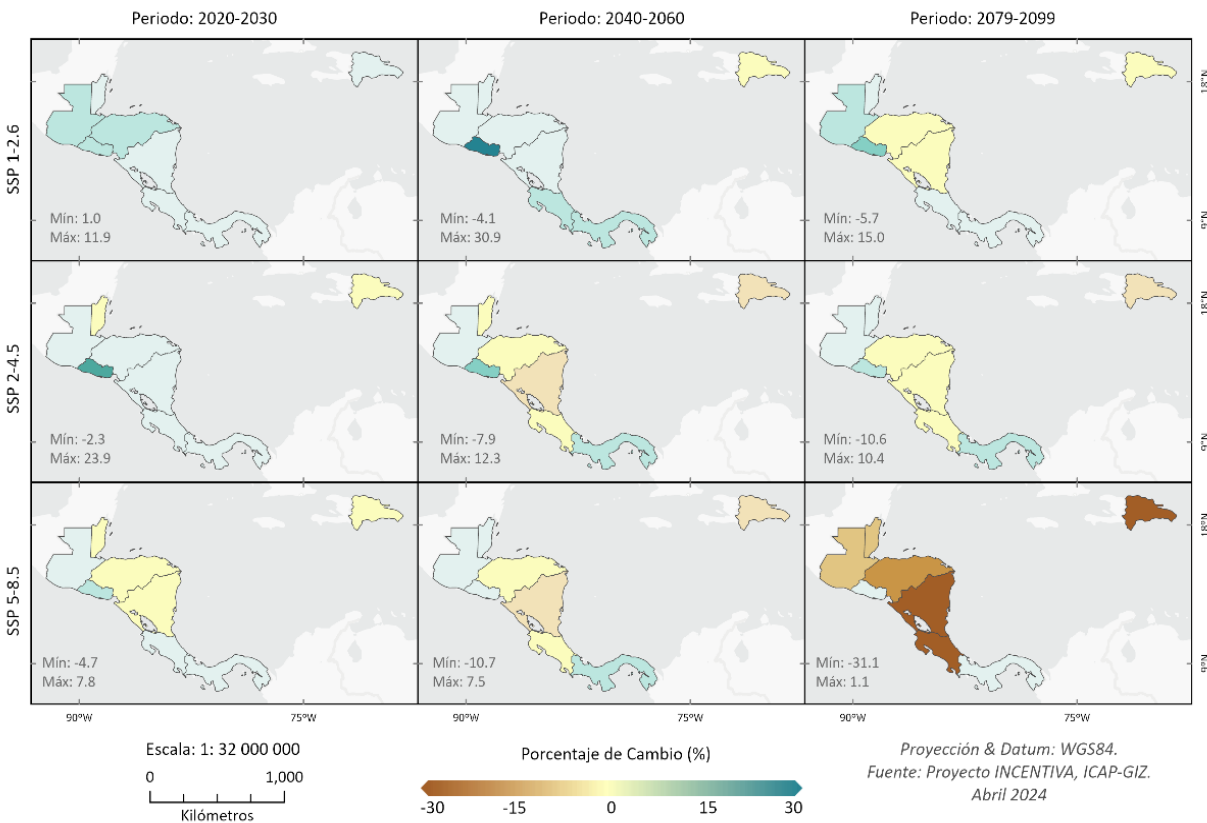 Periodo: 2020-2030
Periodo: 2040-2060
Periodo: 2079-2099
SSP 1-2.6
Mín: 1.0
Máx: 11.9
Mín: -4.1
Máx: 30.9
Mín: -5.7
Máx: 15.0
18°N
9°N
SSP 2-4.5
Mín: -2.3
Máx: 23.9
Mín: -7.9
Máx: 12.3
Mín: -10.6
Máx: 10.4
18°N
9°N
SSP 5-8.5
Mín: -4.7
Máx: 7.8
Mín: -10.7
Máx: 7.5
Mín: -31.1
Máx: 1.1
18°N
9°N
90°W
75°W
90°W
75°W
90°W
75°W
Escala: 1: 32 000 000
0
1,000
Kilómetros
Porcentaje de Cambio (%)
-30
-15
0
15
30
Proyección & Datum: WGS84.
Fuente: Proyecto INCENTIVA, ICAP-GIZ.
Abril 2024